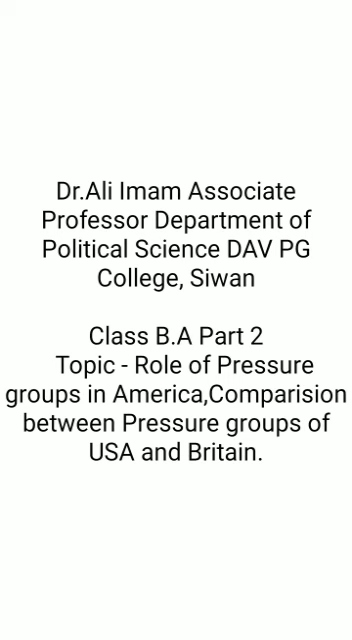 Dr.Ali Imam Associate
Professor Department of
Political Science DAV PG
College, Siwan
Class B.A Part 2
Topic - Role of Pressure
groups in America,Comparision
between Pressure groups of
USA and Britain.